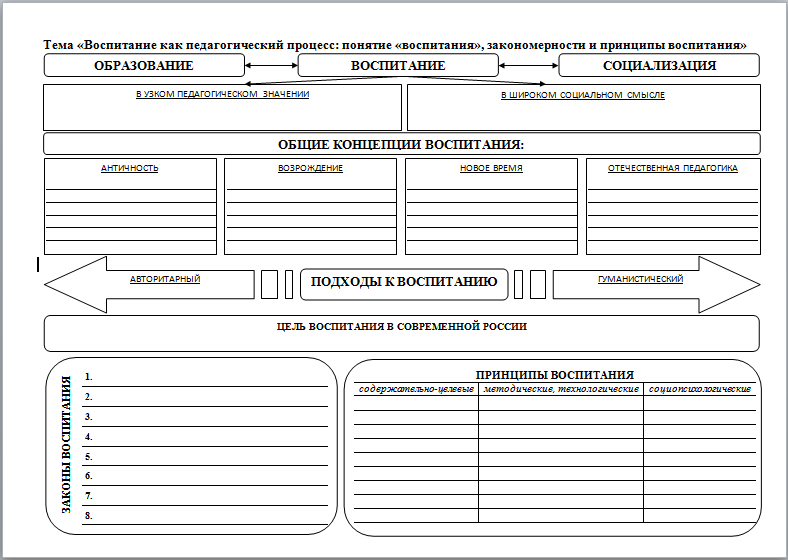 Тема «Воспитание как педагогический процесс: понятие «воспитания», закономерности и принципы воспитания»
ОБРАЗОВАНИЕ
ВОСПИТАНИЕ
СОЦИАЛИЗАЦИЯ
В УЗКОМ ПЕДАГОГИЧЕСКОМ ЗНАЧЕНИИ
В ШИРОКОМ СОЦИАЛЬНОМ СМЫСЛЕ
ОБЩИЕ КОНЦЕПЦИИ ВОСПИТАНИЯ:
АНТИЧНОСТЬ
ВОЗРОЖДЕНИЕ
НОВОЕ ВРЕМЯ
ОТЕЧЕСТВЕННАЯ ПЕДАГОГИКА
АВТОРИТАРНЫЙ
ПОДХОДЫ К ВОСПИТАНИЮ
ГУМАНИСТИЧЕСКИЙ
ЦЕЛЬ ВОСПИТАНИЯ В СОВРЕМЕННОЙ РОССИИ
ЗАКОНЫ ВОСПИТАНИЯ
1.
2.
3.
4.
5.
6.
7.
8.
ПРИНЦИПЫ ВОСПИТАНИЯ
содержательно-целевые
методические, технологические
социопсихологические